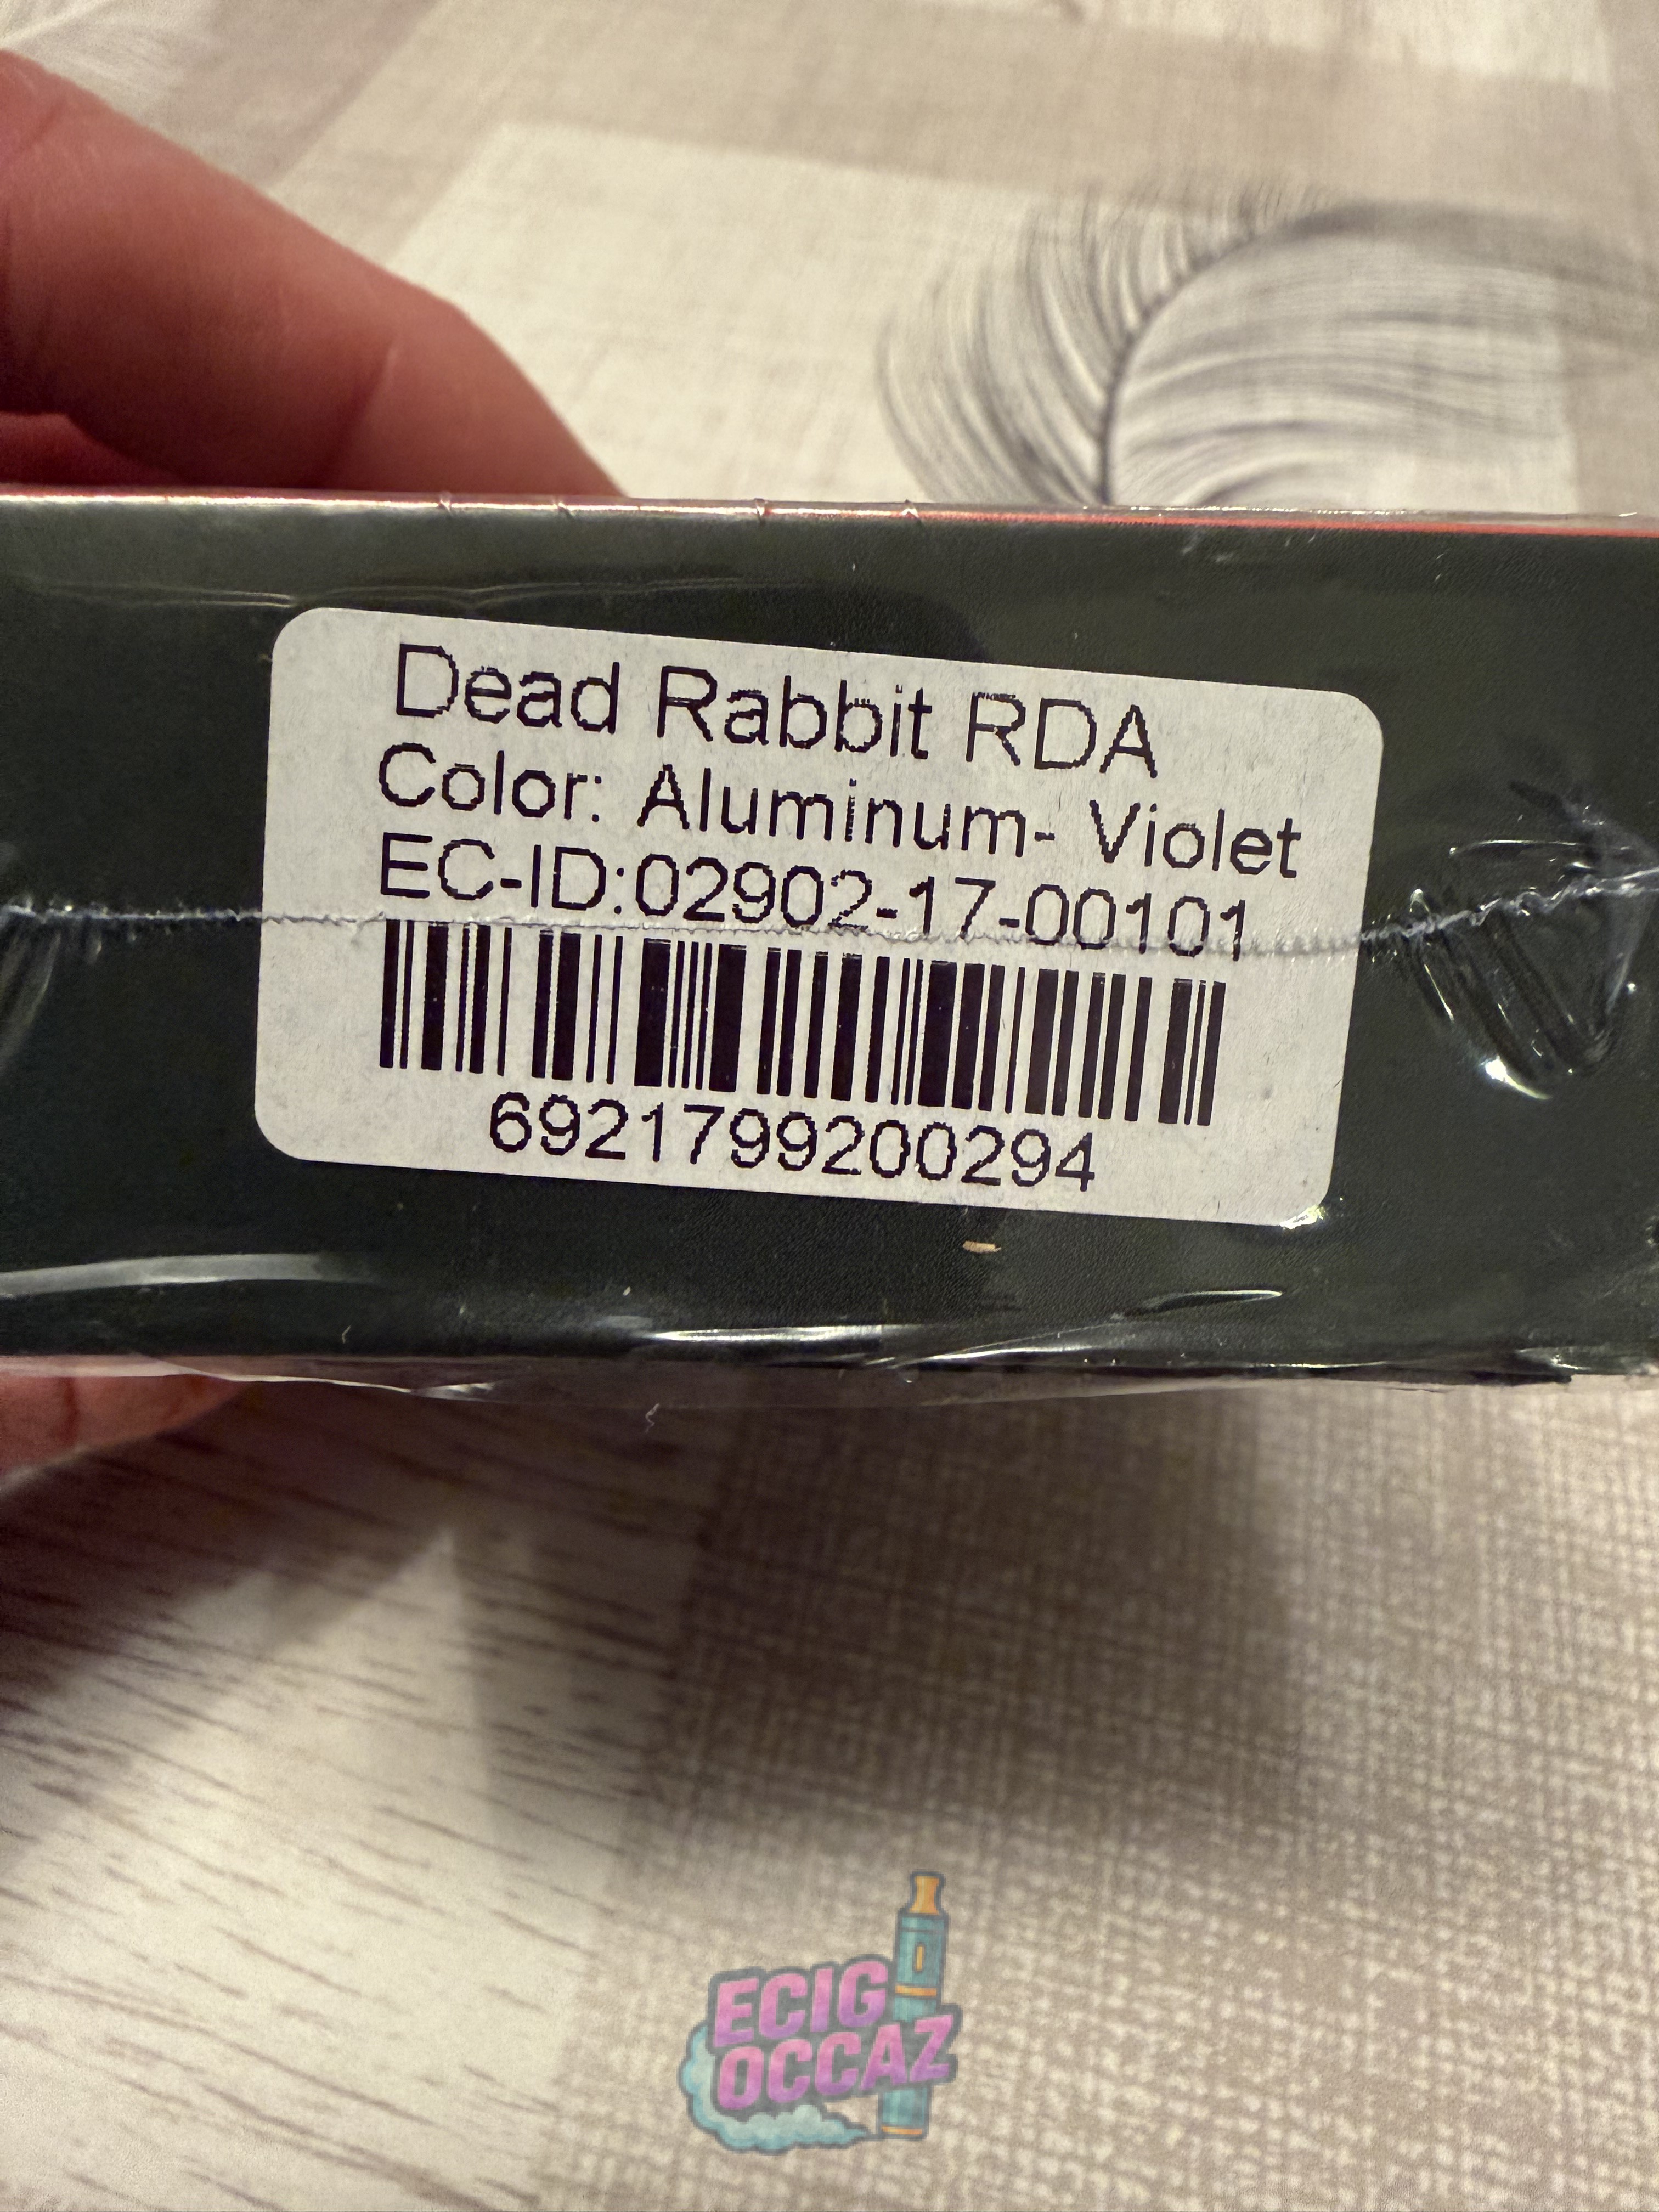 Dead Rabbit RDA
Color: Aluminum- Violet
EC-ID:02902-17-00101
6921799200294
ECIG
OCCAZ